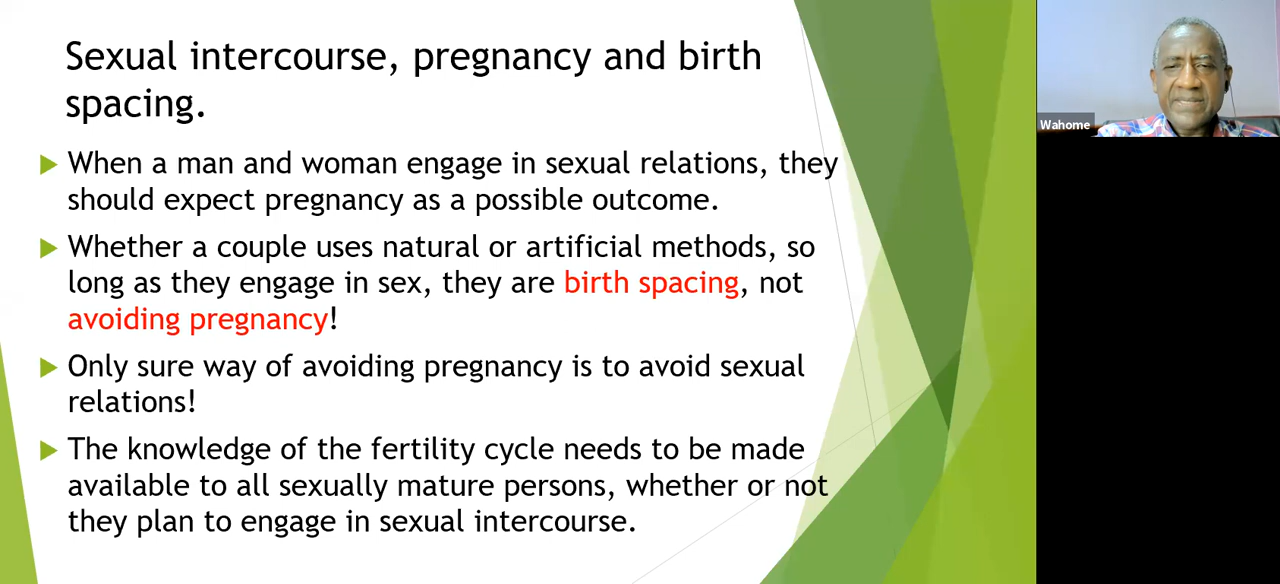 Sexual intercourse, pregnancy and birth
spacing.
When a man and woman engage in sexual relations, they
should expect pregnancy as a possible outcome.
Whether a couple uses natural or artificial methods, so
long as they engage in sex, they are birth spacing, not
avoiding pregnancy!
Only sure way of avoiding pregnancy is to avoid sexual
relations!
The knowledge of the fertility cycle needs to be made
available to all sexually mature persons, whether or not
they plan to engage in sexual intercourse.
Wahome